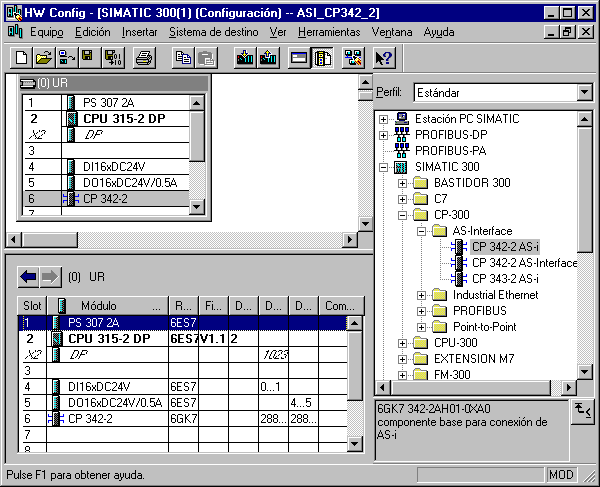 HW Config - [SIMATIC 300(1) (Configuración) -- ASI_CP342_2]
Equipo Edición Insertar Sistema de destino Ver Herramientas Ventana Ayuda
(0) UR
1 PS 307 2A
2 CPU 315-2 DP
X2 DP
3
4 DI16xDC24V
5 DO16xDC24V/0.5A
6 CP 342-2
7
Perfil: Estándar
Estación PC SIMATIC
PROFIBUS-DP
PROFIBUS-PA
SIMATIC 300
BASTIDOR 300
C7
CP-300
AS-Interface
CP 342-2 AS-i
CP 342-2 AS-Interface
CP 343-2 AS-i
Industrial Ethernet
PROFIBUS
Point-to-Point
CPU-300
EXTENSION M7
FM-300
(0) UR
Slot Módulo ... R... Fi... D... D... D... Com...
1 PS 307 2A 6ES7
2 CPU 315-2 DP 6ES7 V1.1 2
X2 DP 1023
3
4 DI16xDC24V 6ES7 0...1
5 DO16xDC24V/0.5A 6ES7 4...5
6 CP 342-2 6GK7 288... 288...
7
8
6GK7 342-2AH01-0XA0
componente base para conexión de
AS-i
Pulse F1 para obtener ayuda.
MOD